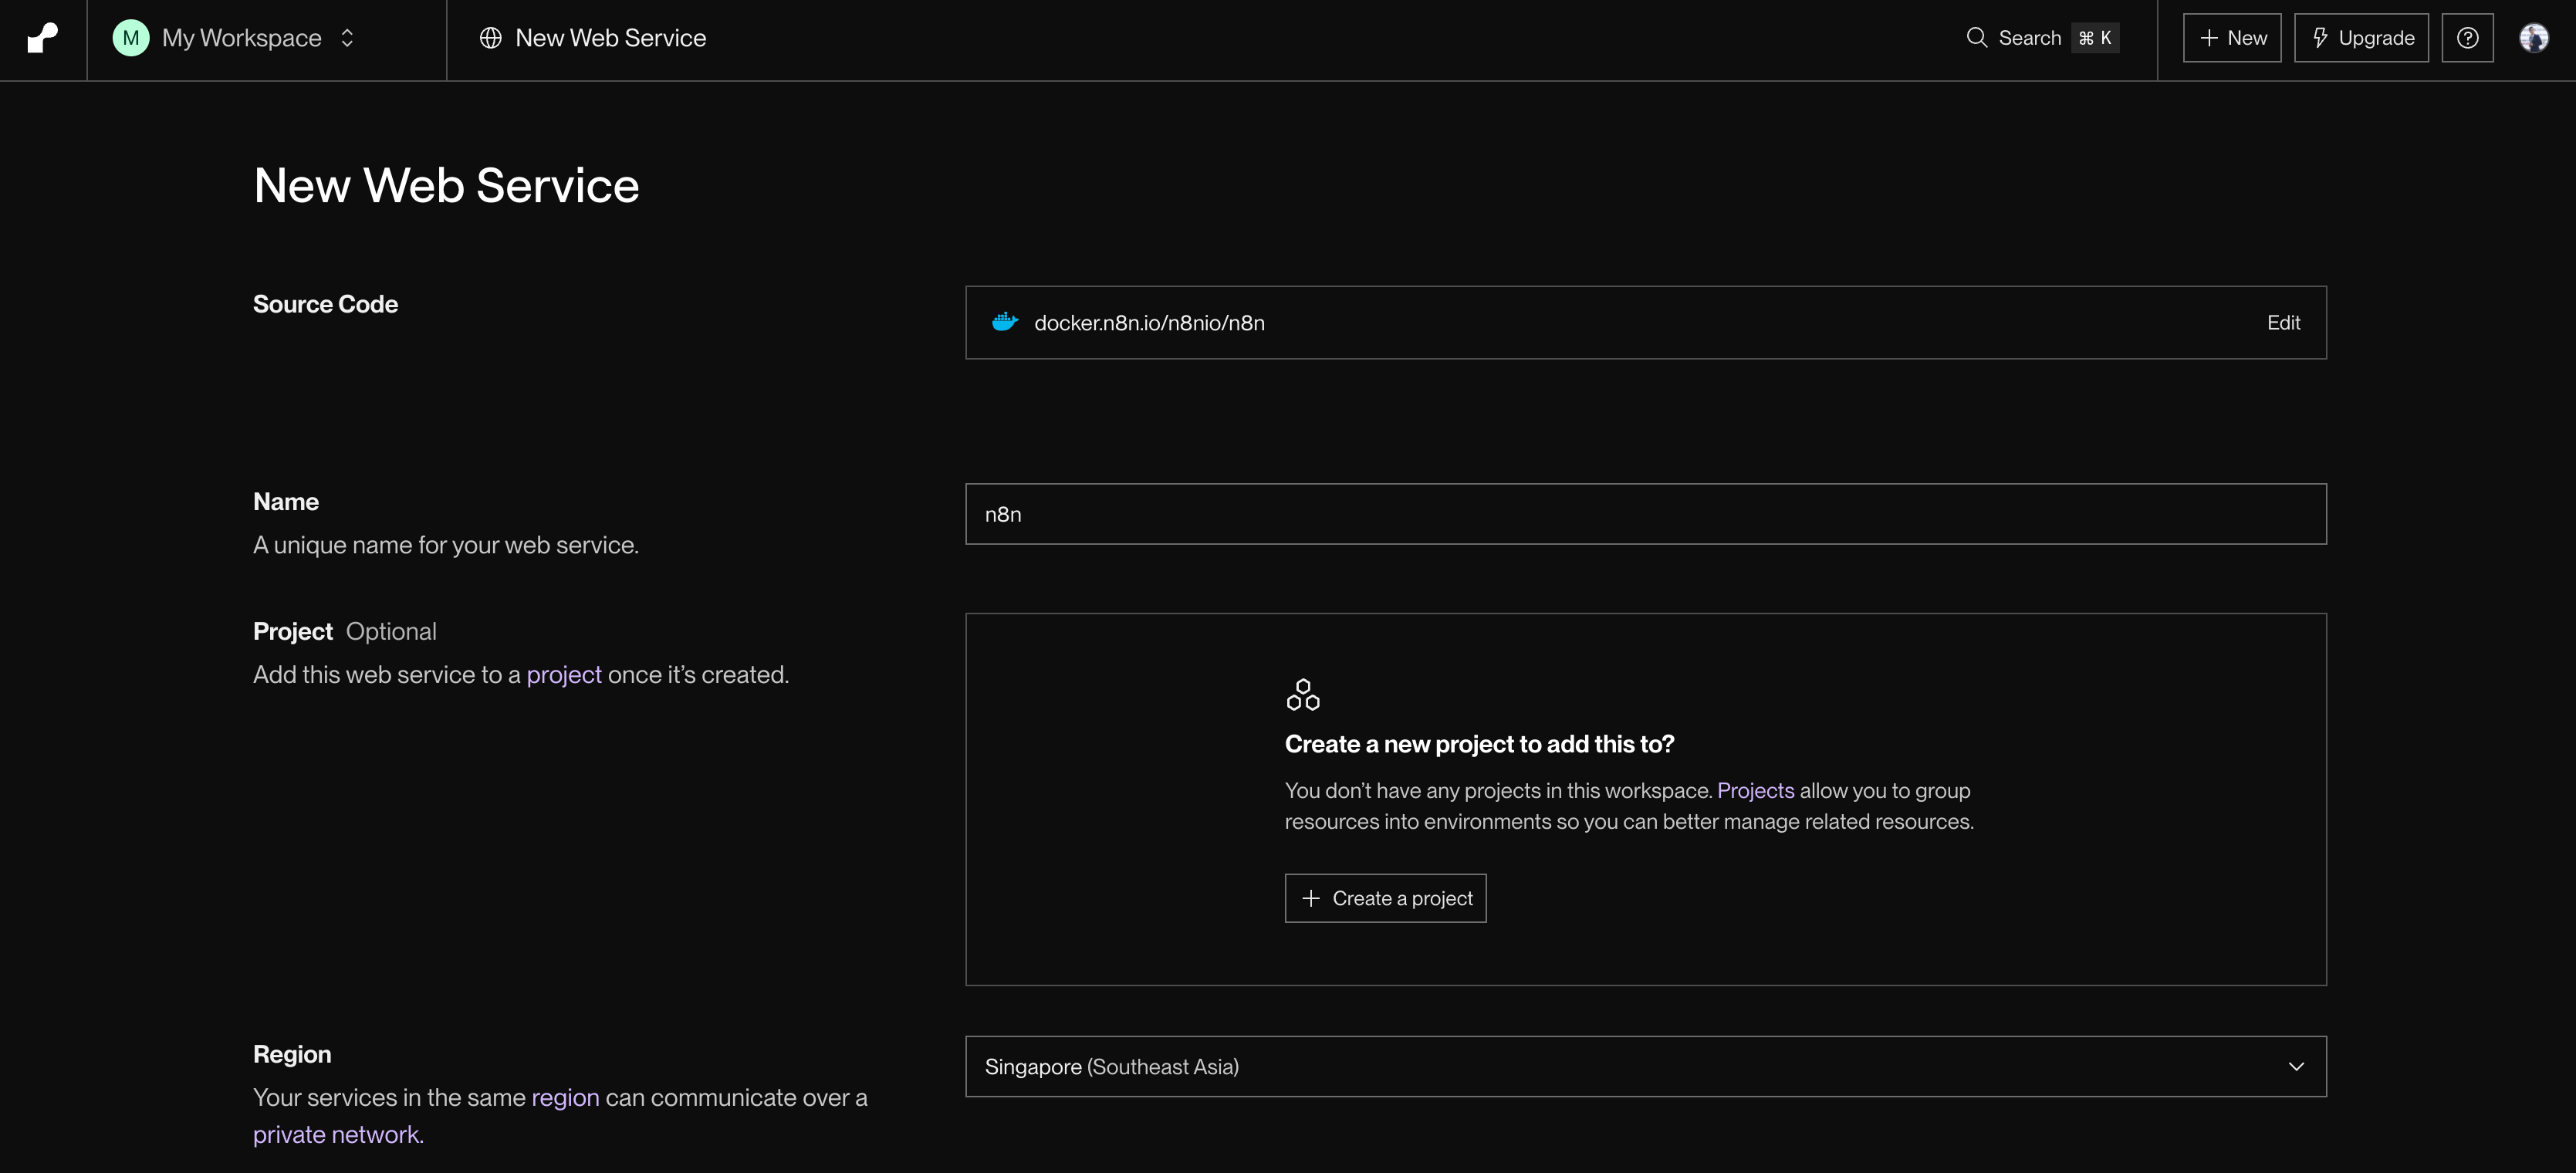 M My Workspace
New Web Service
Search ⌘ K
+ New
Upgrade
New Web Service
Source Code
docker.n8n.io/n8nio/n8n
Edit
Name
A unique name for your web service.
n8n
Project Optional
Add this web service to a project once it’s created.
Create a new project to add this to?
You don’t have any projects in this workspace. Projects allow you to group
resources into environments so you can better manage related resources.
+ Create a project
Region
Your services in the same region can communicate over a
private network.
Singapore (Southeast Asia)